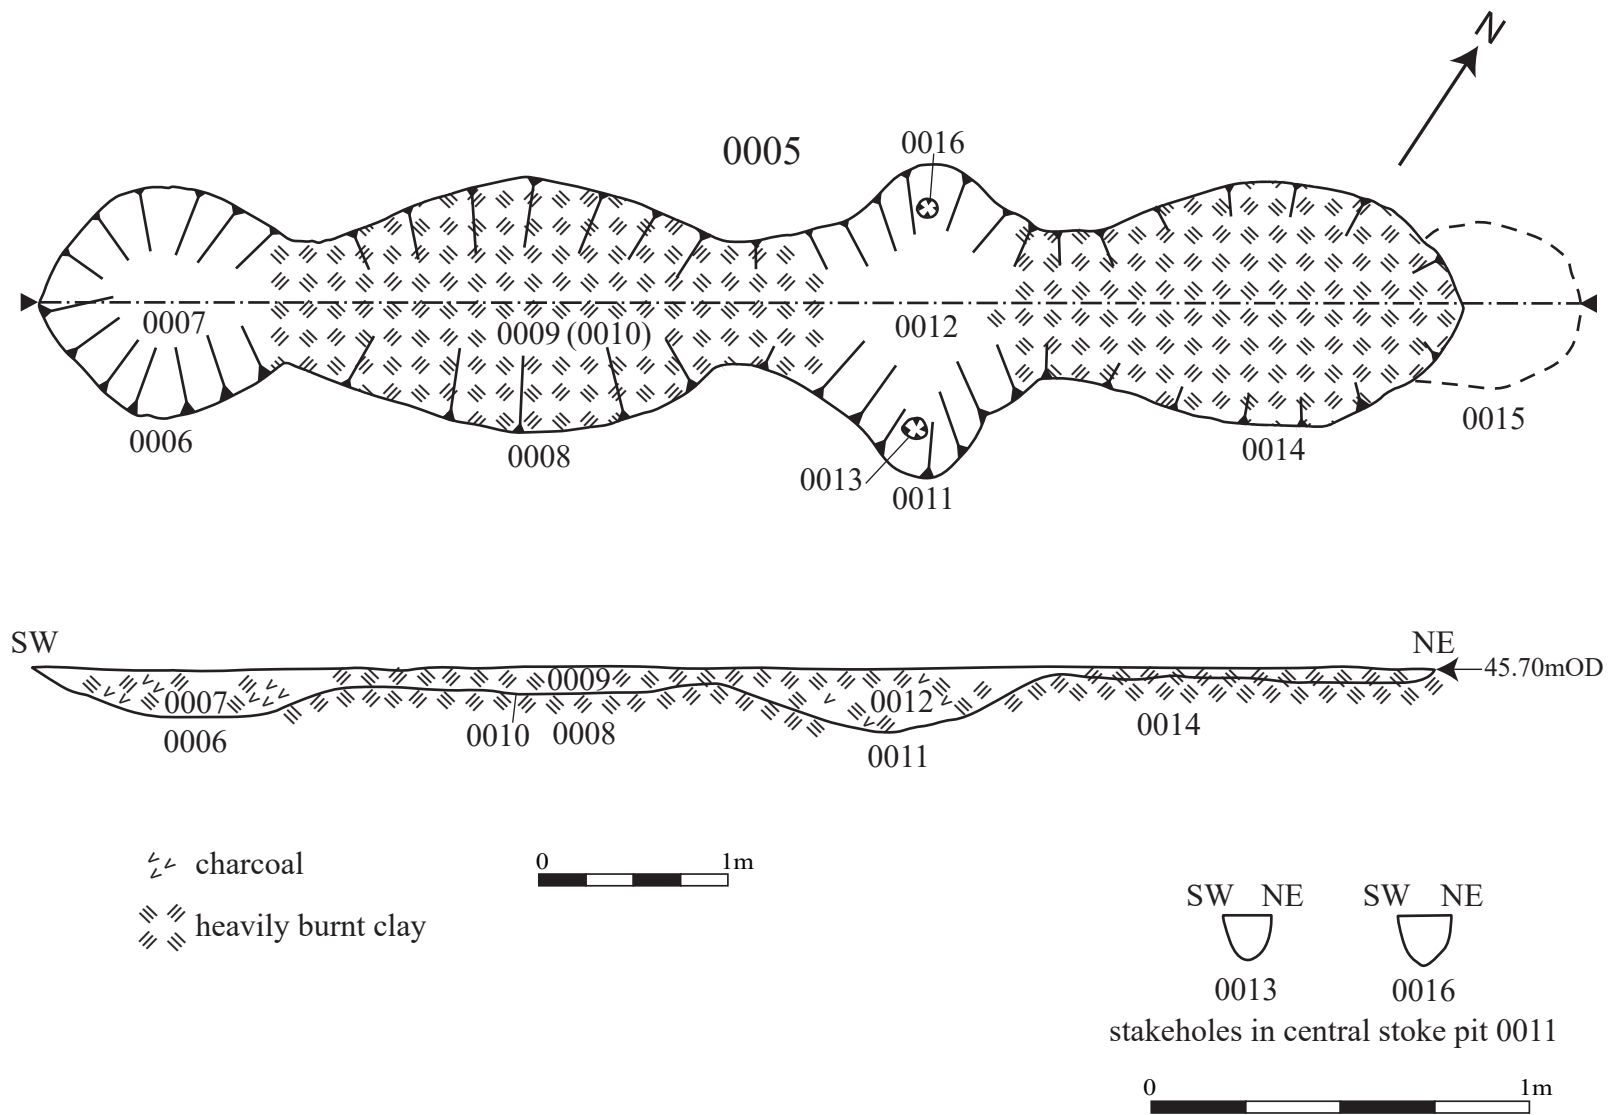 N
0005
0016
0007
0009 (0010)
0012
0006
0008
0013
0011
0014
0015
SW
NE
45.70mOD
0007
0009
0012
0006
0010
0008
0011
0014
charcoal
heavily burnt clay
0 1m
SW NE SW NE
0013 0016
stakeholes in central stoke pit 0011
0 1m